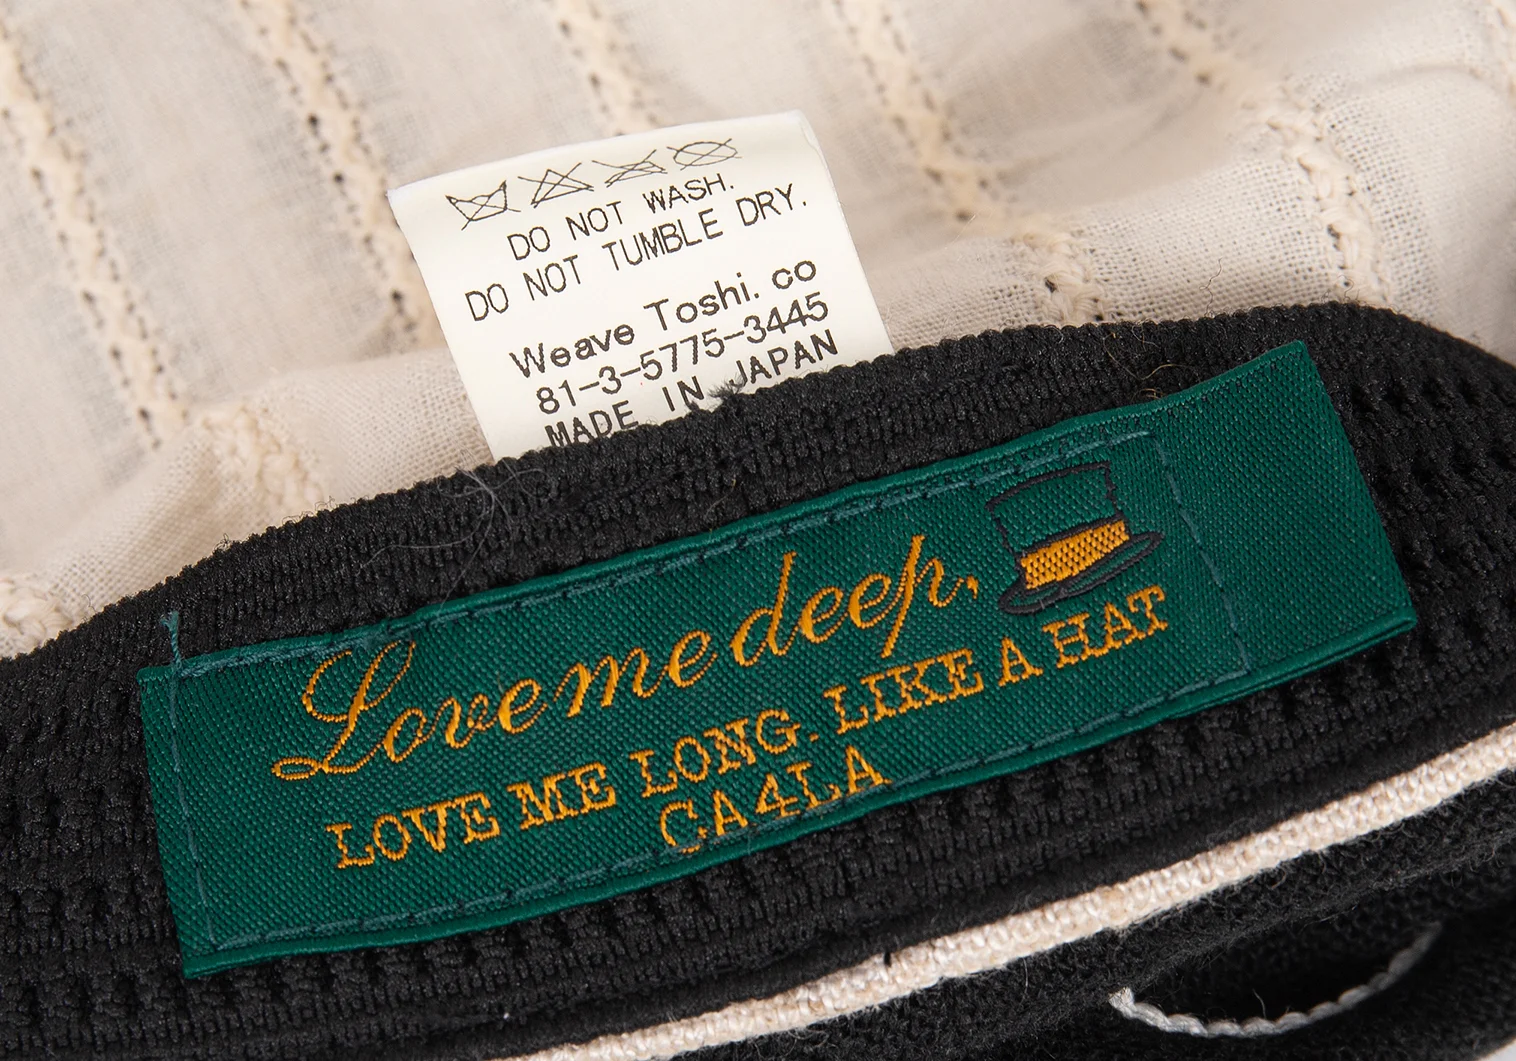 DO NOT WASH.
DO NOT TUMBLE DRY.
Weave Toshi. co
81-3-5775-3445
MADE IN JAPAN
Love me deep,
LOVE ME LONG. LIKE A HAT
CA4LA